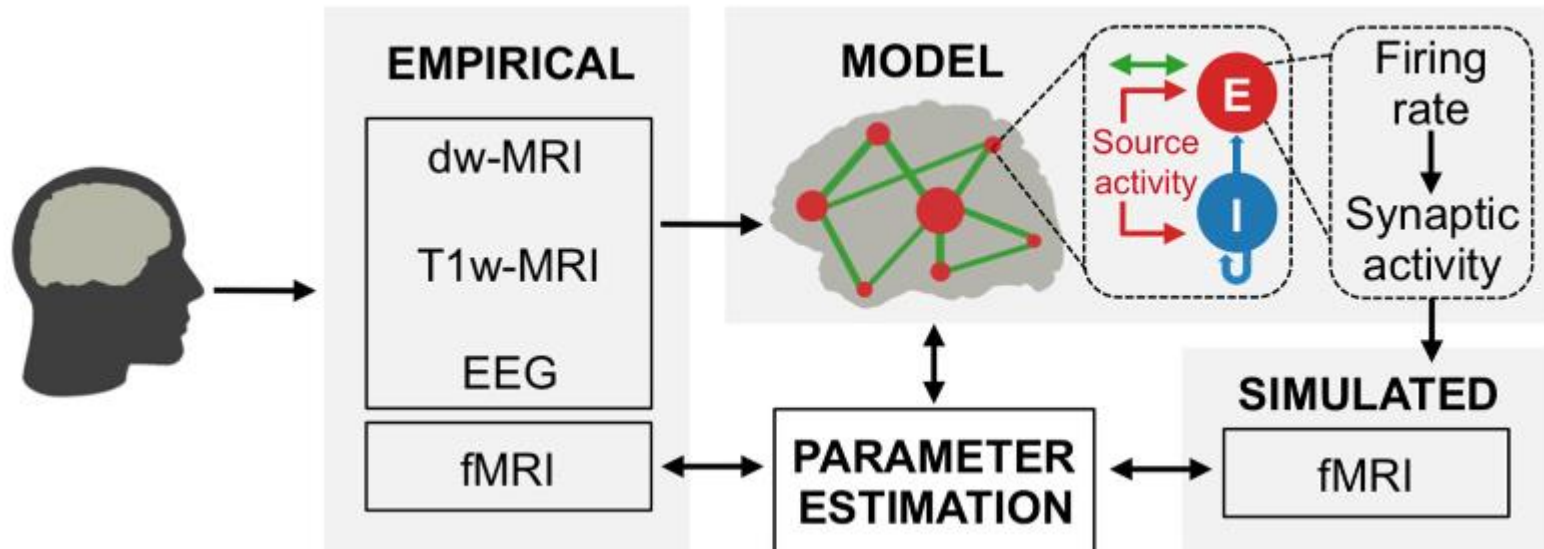 EMPIRICAL
dw-MRI
T1w-MRI
EEG
fMRI
MODEL
Source
activity
E
I
Firing
rate
Synaptic
activity
PARAMETER
ESTIMATION
SIMULATED
fMRI